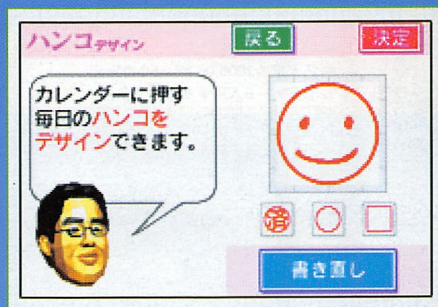 ハンコデザイン
戻る
決定
カレンダーに押す
毎日のハンコを
デザインできます。
済
書き直し